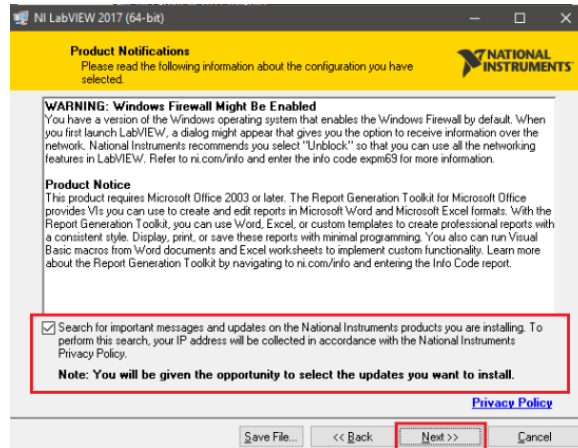 NI LabVIEW 2017 (64-bit)
Product Notifications
Please read the following information about the configuration you have
selected.
NATIONAL
INSTRUMENTS
WARNING: Windows Firewall Might Be Enabled
You have a version of the Windows operating system that enables the Windows Firewall by default. When
you first launch LabVIEW, a dialog might appear that gives you the option to receive information over the
network. National Instruments recommends you select "Unblock" so that you can use all the networking
features in LabVIEW. Refer to ni.com/info and enter the info code expm69 for more information.
Product Notice
This product requires Microsoft Office 2003 or later. The Report Generation Toolkit for Microsoft Office
provides VIs you can use to create and edit reports in Microsoft Word and Microsoft Excel formats. With the
Report Generation Toolkit, you can use Word, Excel, or custom templates to create professional reports with
a consistent style. Display, print, or save these reports with minimal programming. You also can run Visual
Basic macros from Word documents and Excel worksheets to implement custom functionality. Learn more
about the Report Generation Toolkit by navigating to ni.com/info and entering the Info Code report.
Search for important messages and updates on the National Instruments products you are installing. To
perform this search, your IP address will be collected in accordance with the National Instruments
Privacy Policy.
Note: You will be given the opportunity to select the updates you want to install.
Privacy Policy
Save File... << Back Next >> Cancel